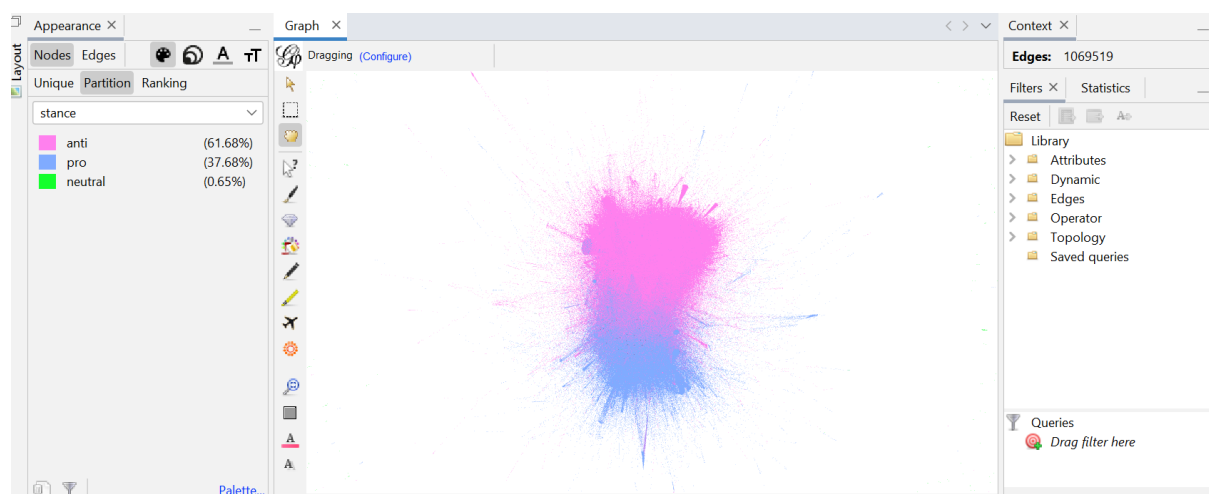 Layout
Appearance ×
Nodes Edges A TT
Unique Partition Ranking
stance
anti (61.68%)
pro (37.68%)
neutral (0.65%)
Palette...
Graph ×
Dragging (Configure)
Context ×
Edges: 1069519
Filters × Statistics
Reset
Library
Attributes
Dynamic
Edges
Operator
Topology
Saved queries
Queries
Drag filter here